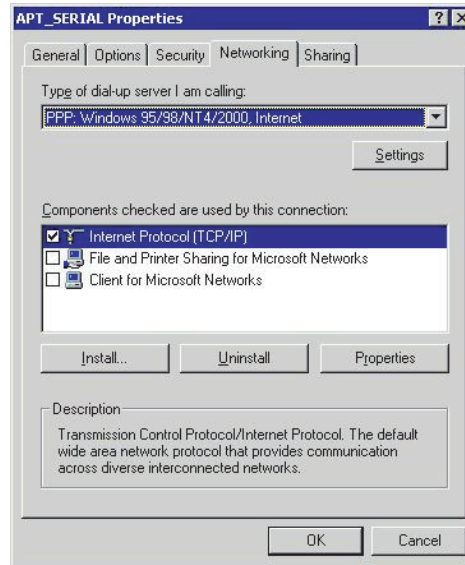 APT_SERIAL Properties
General Options Security Networking Sharing
Type of dial-up server I am calling:
PPP: Windows 95/98/NT4/2000, Internet
Settings
Components checked are used by this connection:
Internet Protocol (TCP/IP)
File and Printer Sharing for Microsoft Networks
Client for Microsoft Networks
Install... Uninstall Properties
Description
Transmission Control Protocol/Internet Protocol. The default
wide area network protocol that provides communication
across diverse interconnected networks.
OK Cancel